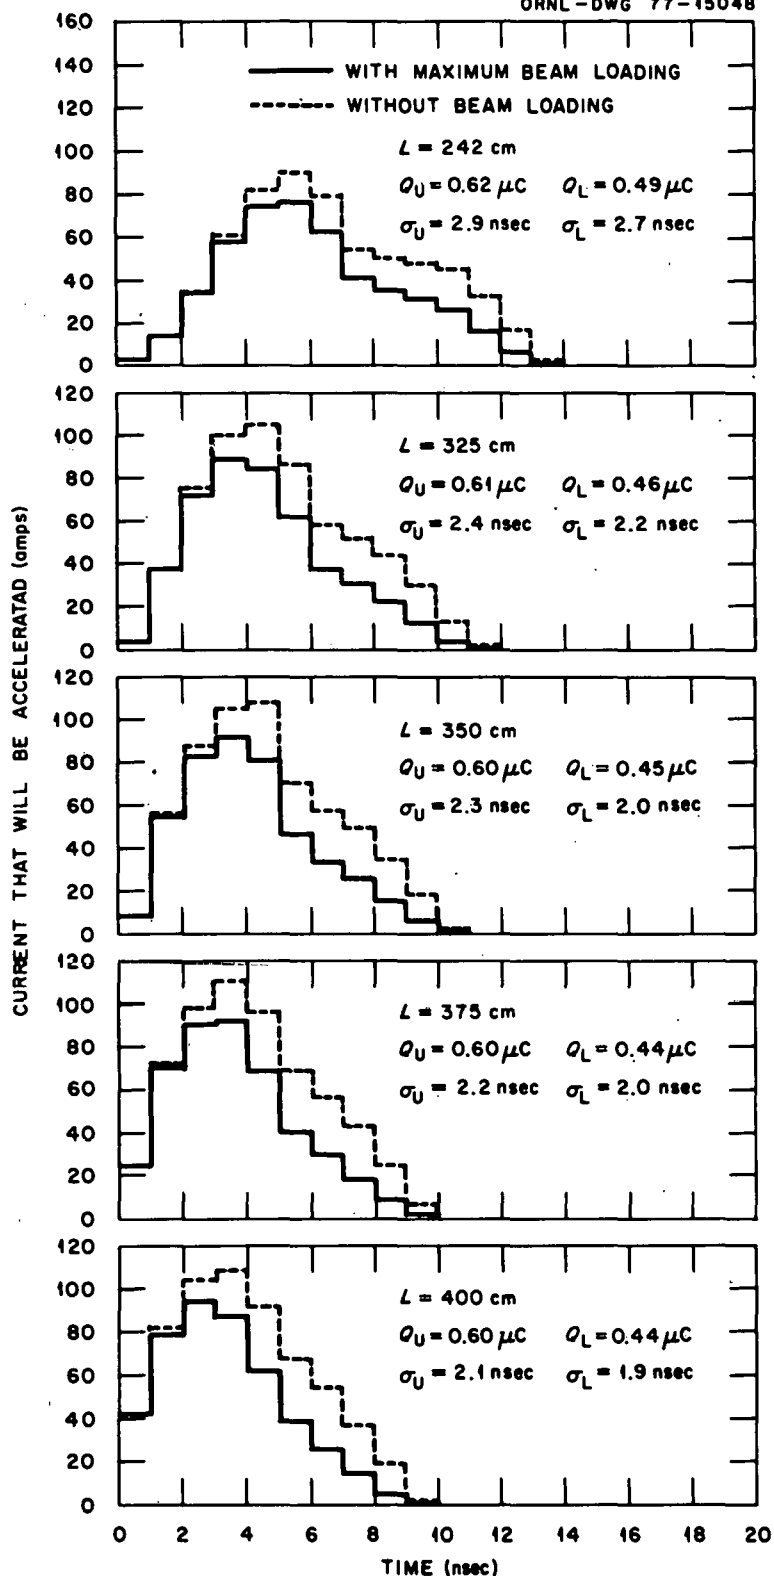 ORNL-DWG 77-15048
160
140
120
100
80
60
40
20
0
WITH MAXIMUM BEAM LOADING
WITHOUT BEAM LOADING
L = 242 cm
Q_U = 0.62 μC Q_L = 0.49 μC
σ_U = 2.9 nsec σ_L = 2.7 nsec
120
100
80
60
40
20
0
L = 325 cm
Q_U = 0.61 μC Q_L = 0.46 μC
σ_U = 2.4 nsec σ_L = 2.2 nsec
CURRENT THAT WILL BE ACCELERATAD (amps)
120
100
80
60
40
20
0
L = 350 cm
Q_U = 0.60 μC Q_L = 0.45 μC
σ_U = 2.3 nsec σ_L = 2.0 nsec
120
100
80
60
40
20
0
L = 375 cm
Q_U = 0.60 μC Q_L = 0.44 μC
σ_U = 2.2 nsec σ_L = 2.0 nsec
120
100
80
60
40
20
0
L = 400 cm
Q_U = 0.60 μC Q_L = 0.44 μC
σ_U = 2.1 nsec σ_L = 1.9 nsec
0 2 4 6 8 10 12 14 16 18 20
TIME (nsec)